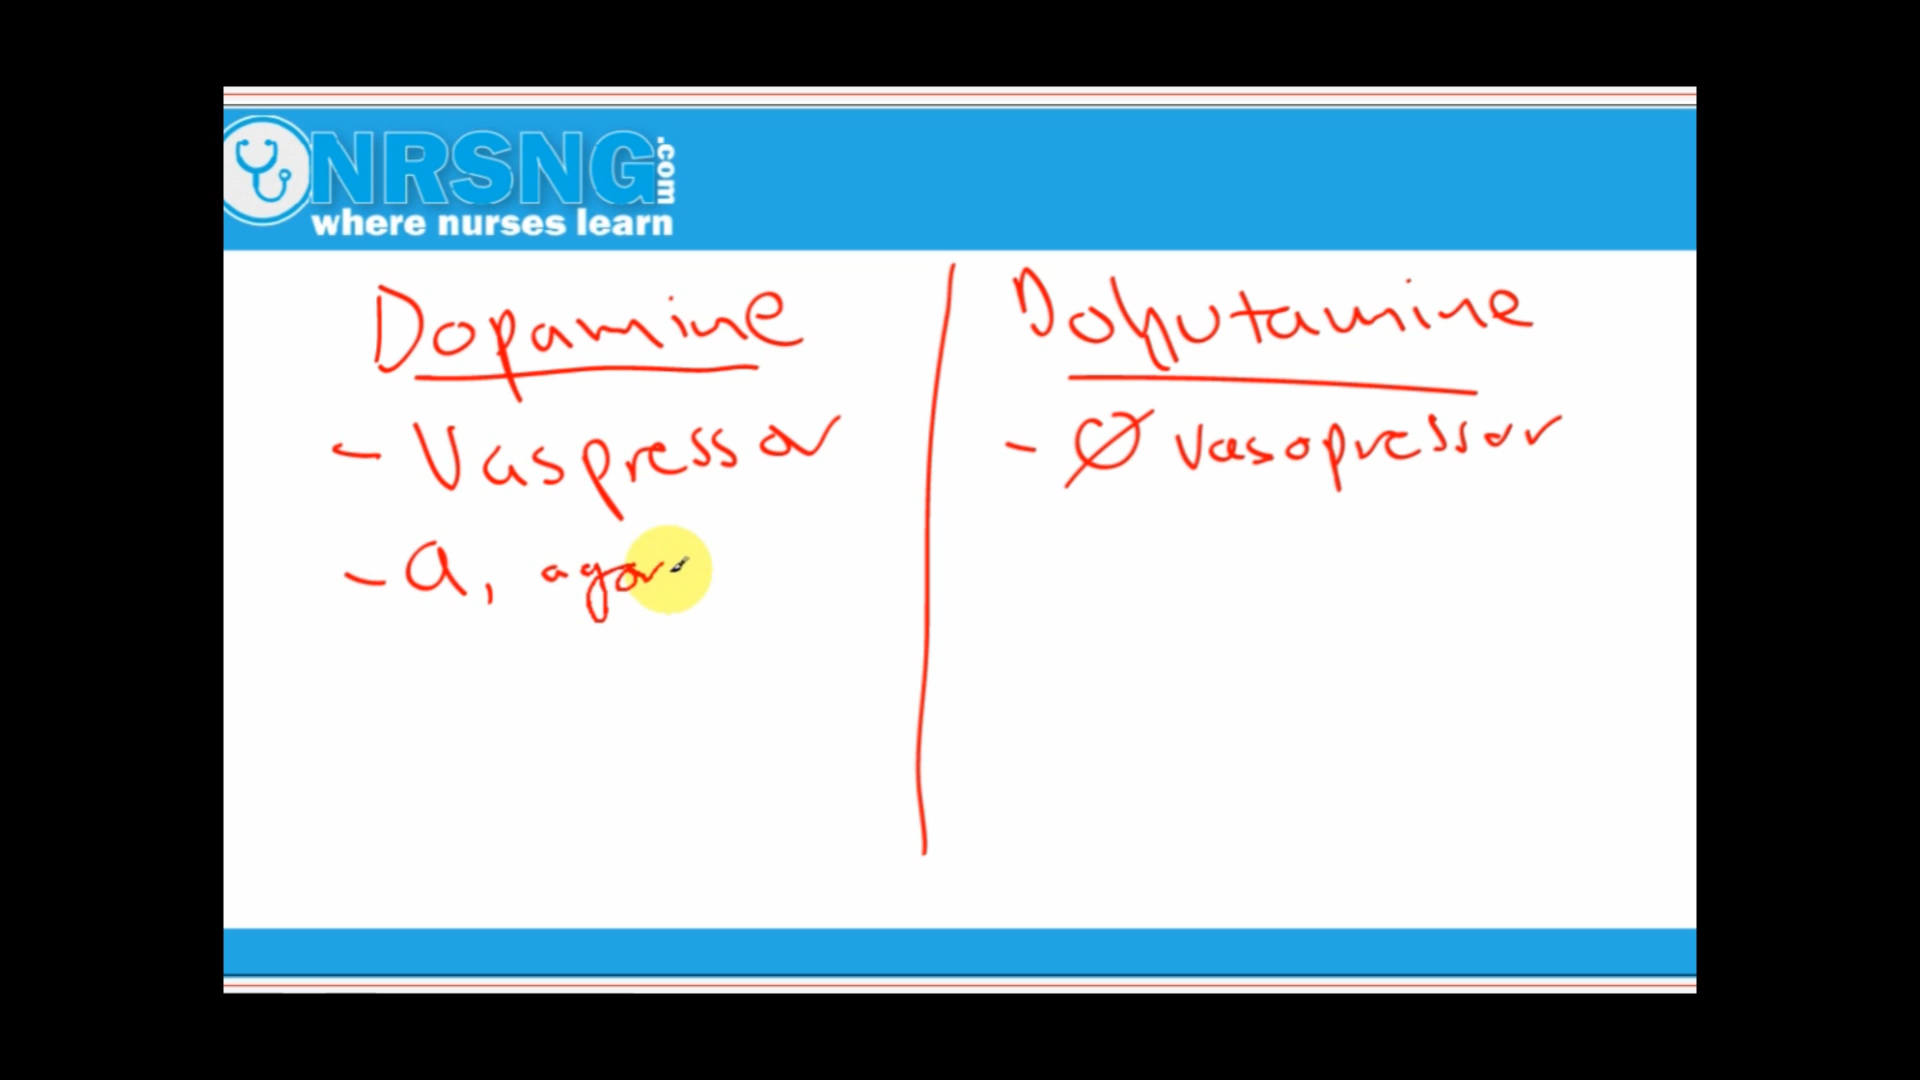 NRSNG.com
where nurses learn
Dopamine
- Vaspressor
- a, agon
Dobutamine
- Ø vasopressor